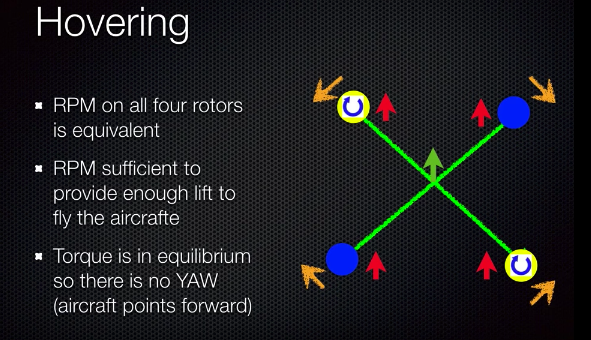 Hovering
RPM on all four rotors
is equivalent
RPM sufficient to
provide enough lift to
fly the aircrafte
Torque is in equilibrium
so there is no YAW
(aircraft points forward)